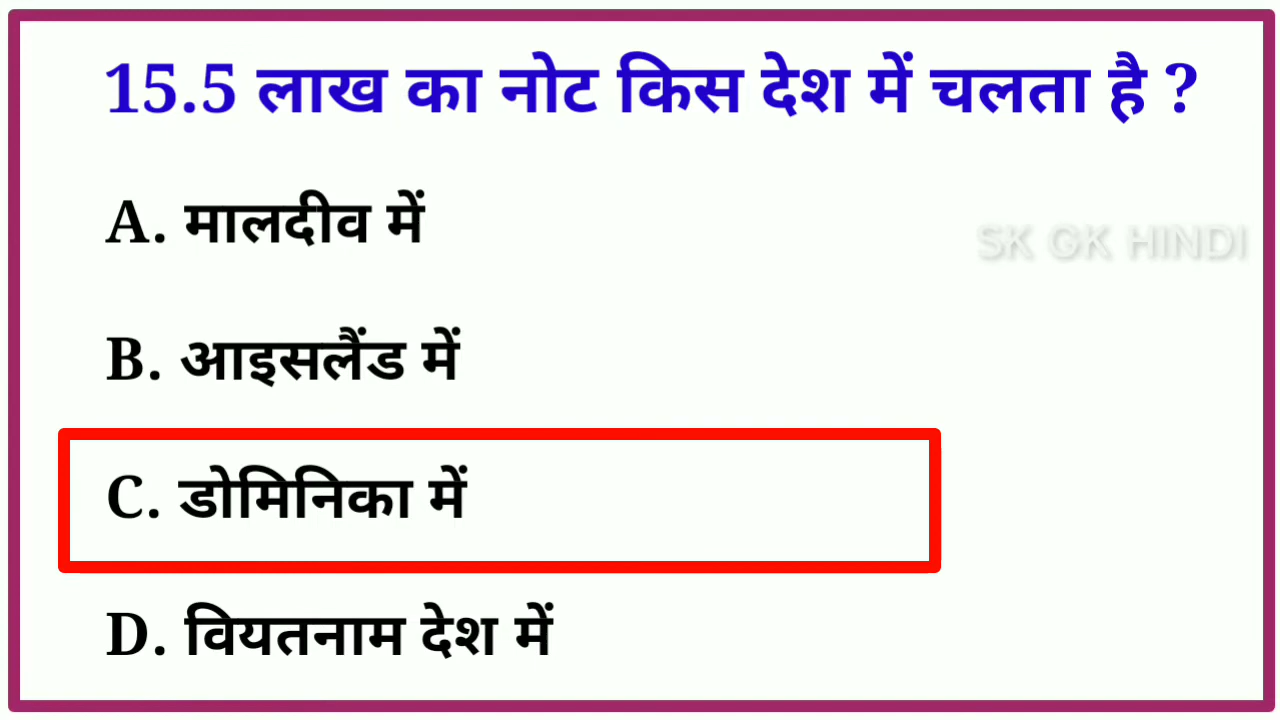 15.5 लाख का नोट किस देश में चलता है ?
A. मालदीव में
SK GK HINDI
B. आइसलैंड में
C. डोमिनिका में
D. वियतनाम देश में